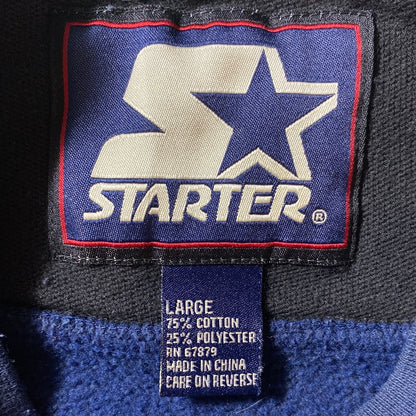 STARTER®
LARGE
75% COTTON
25% POLYESTER
RN 67879
MADE IN CHINA
CARE ON REVERSE